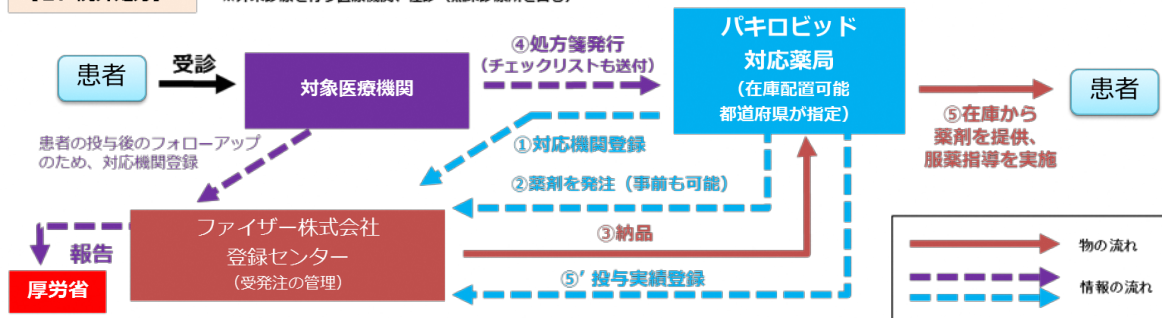 患者
受診
対象医療機関
④処方箋発行
(チェックリストも送付)
パキロビッド
対応薬局
(在庫配置可能
都道府県が指定)
⑤在庫から
薬剤を提供、
服薬指導を実施
患者
患者の投与後のフォローアップ
のため、対応機関登録
①対応機関登録
②薬剤を発注（事前も可能）
③納品
⑤’投与実績登録
ファイザー株式会社
登録センター
（受発注の管理）
報告
厚労省
物の流れ
情報の流れ